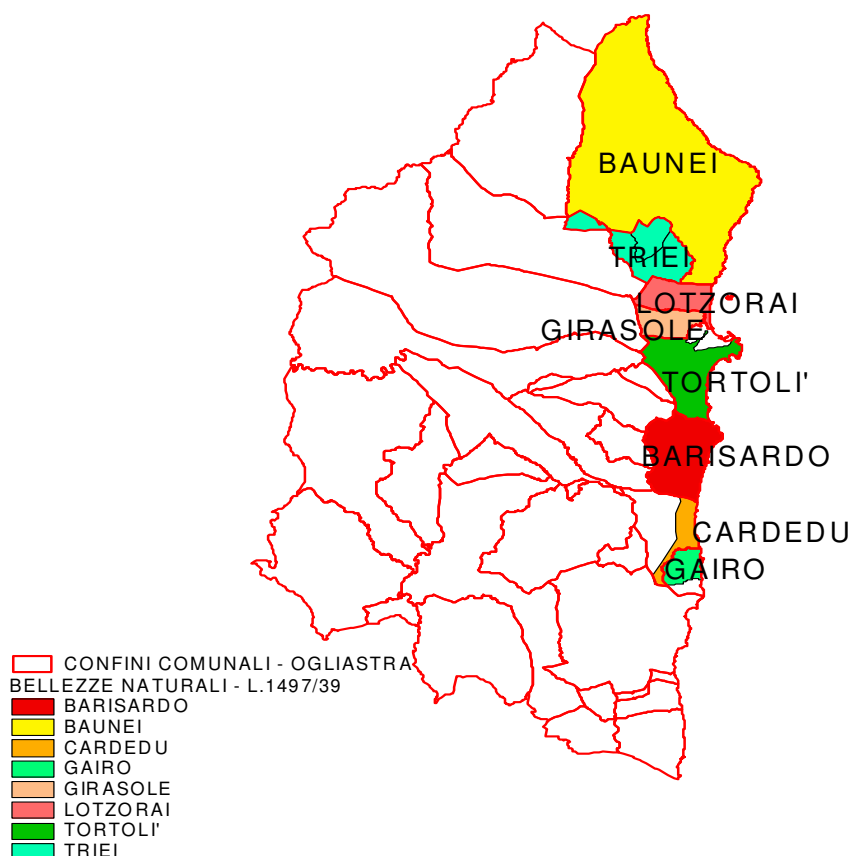 BAUNEI
TRIEI
LOTZORAI
GIRASOLE
TORTOLI'
BARISARDO
CARDEDU
GAIRO
CONFINI COMUNALI - OGLIASTRA
BELLEZZE NATURALI - L.1497/39
BARISARDO
BAUNEI
CARDEDU
GAIRO
GIRASOLE
LOTZORAI
TORTOLI'
TRIEI